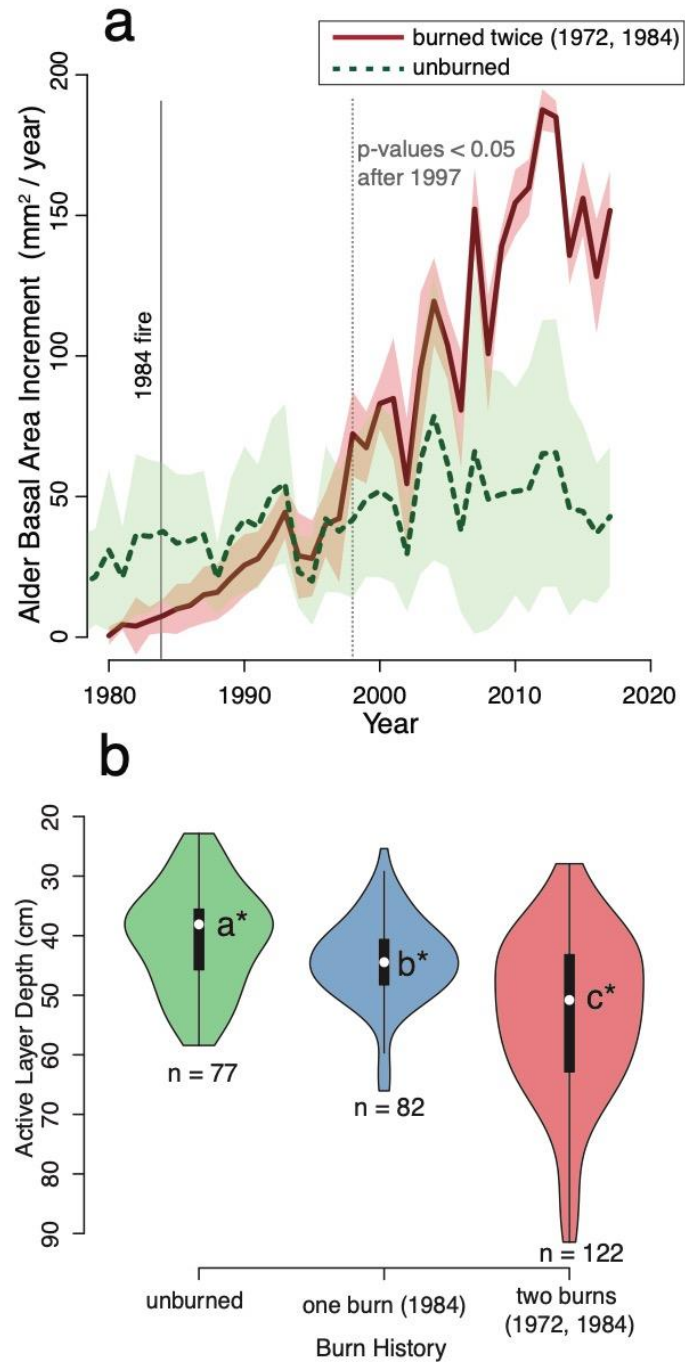 a
burned twice (1972, 1984)
unburned
p-values < 0.05
after 1997
1984 fire
Alder Basal Area Increment (mm² / year)
0
50
100
150
200
1980
1990
2000
2010
2020
Year
b
Active Layer Depth (cm)
20
30
40
50
60
70
80
90
a*
b*
c*
n = 77
n = 82
n = 122
unburned
one burn (1984)
two burns
(1972, 1984)
Burn History